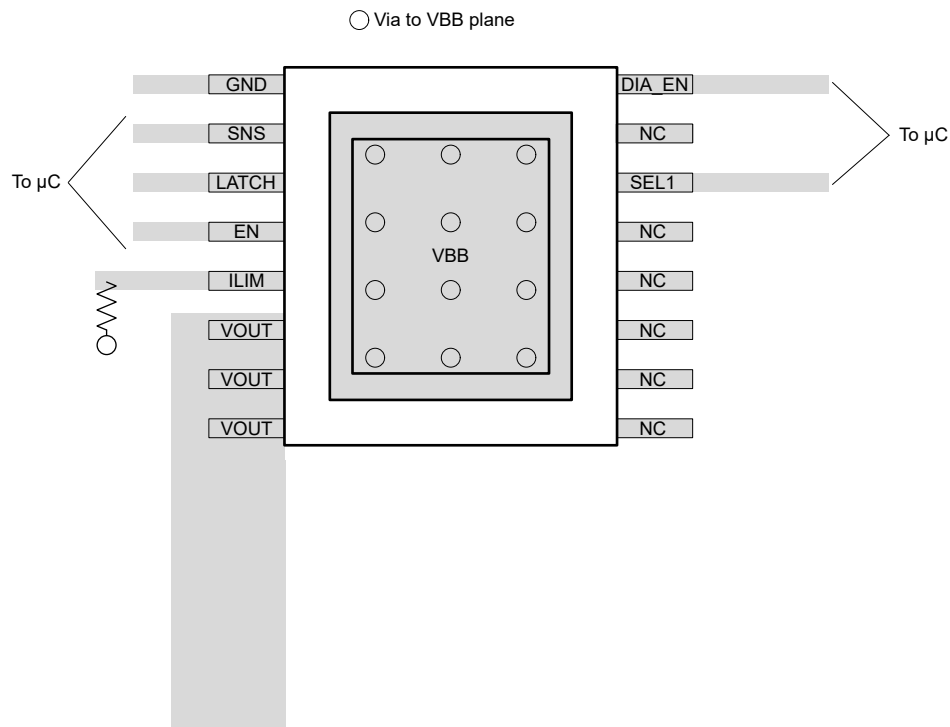 Via to VBB plane
GND
DIA_EN
SNS
NC
To µC
To µC
LATCH
SEL1
EN
NC
VBB
ILIM
NC
VOUT
NC
VOUT
NC
VOUT
NC